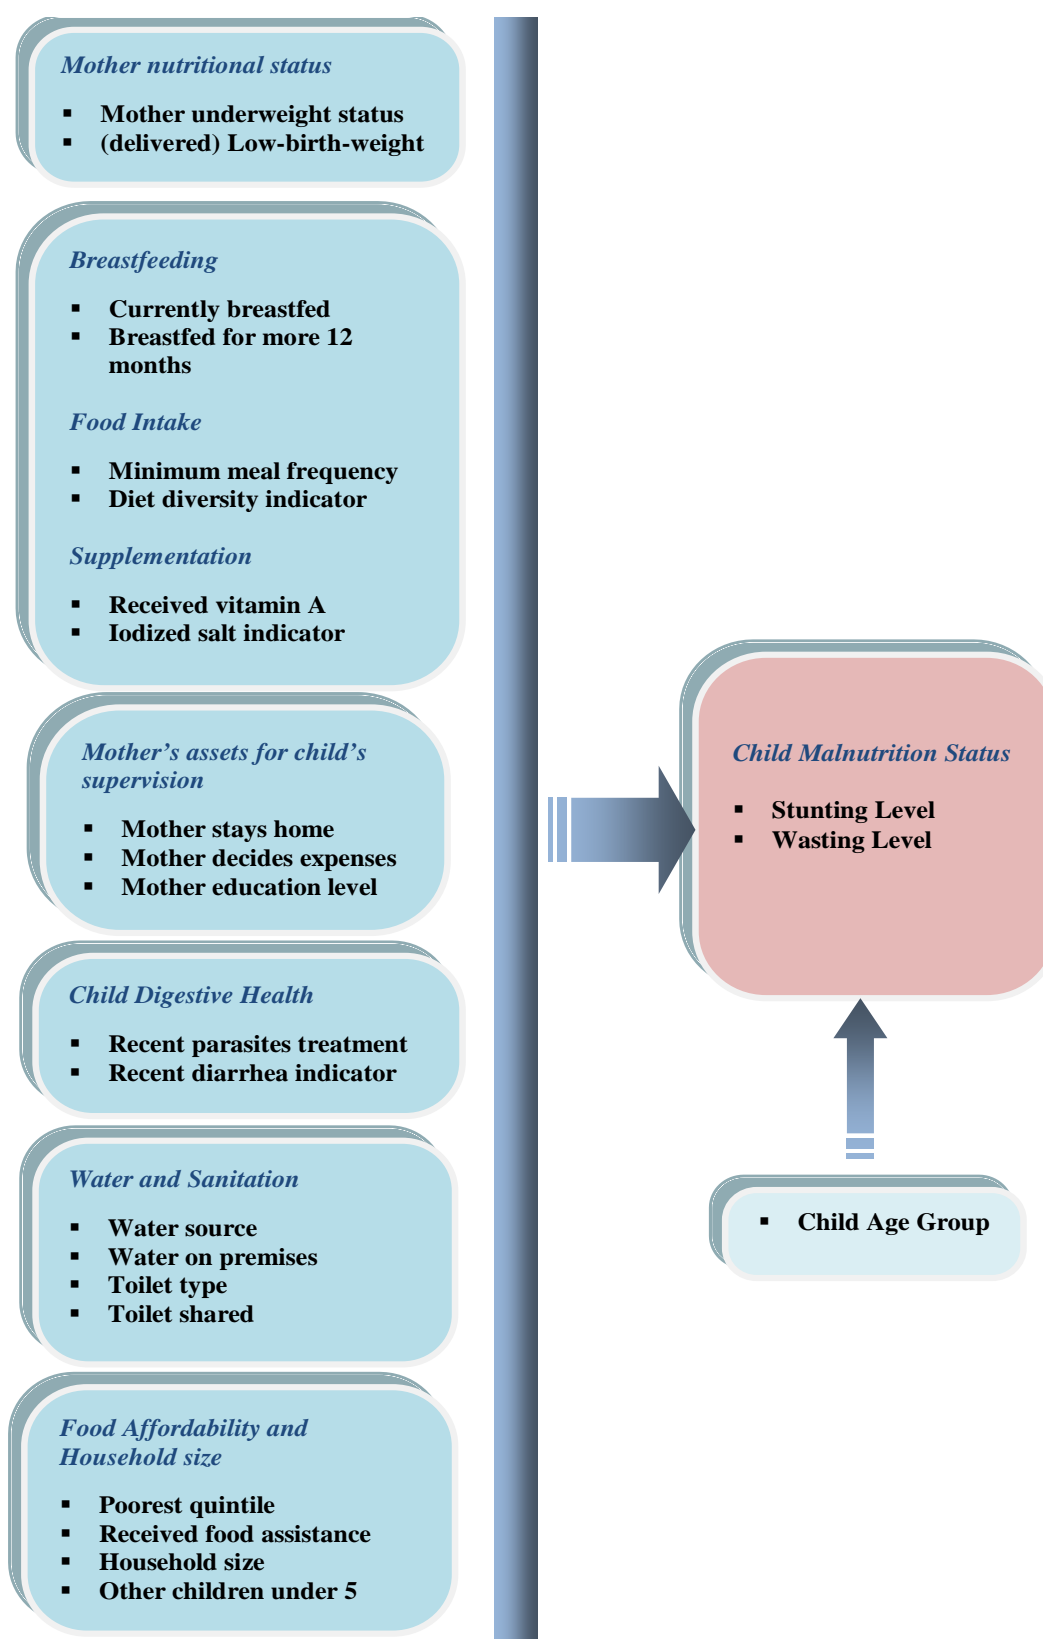 Mother nutritional status
▪ Mother underweight status
▪ (delivered) Low-birth-weight
Breastfeeding
▪ Currently breastfed
▪ Breastfed for more 12
months
Food Intake
▪ Minimum meal frequency
▪ Diet diversity indicator
Supplementation
▪ Received vitamin A
▪ Iodized salt indicator
Mother’s assets for child’s
supervision
▪ Mother stays home
▪ Mother decides expenses
▪ Mother education level
Child Digestive Health
▪ Recent parasites treatment
▪ Recent diarrhea indicator
Water and Sanitation
▪ Water source
▪ Water on premises
▪ Toilet type
▪ Toilet shared
Food Affordability and
Household size
▪ Poorest quintile
▪ Received food assistance
▪ Household size
▪ Other children under 5
Child Malnutrition Status
▪ Stunting Level
▪ Wasting Level
▪ Child Age Group